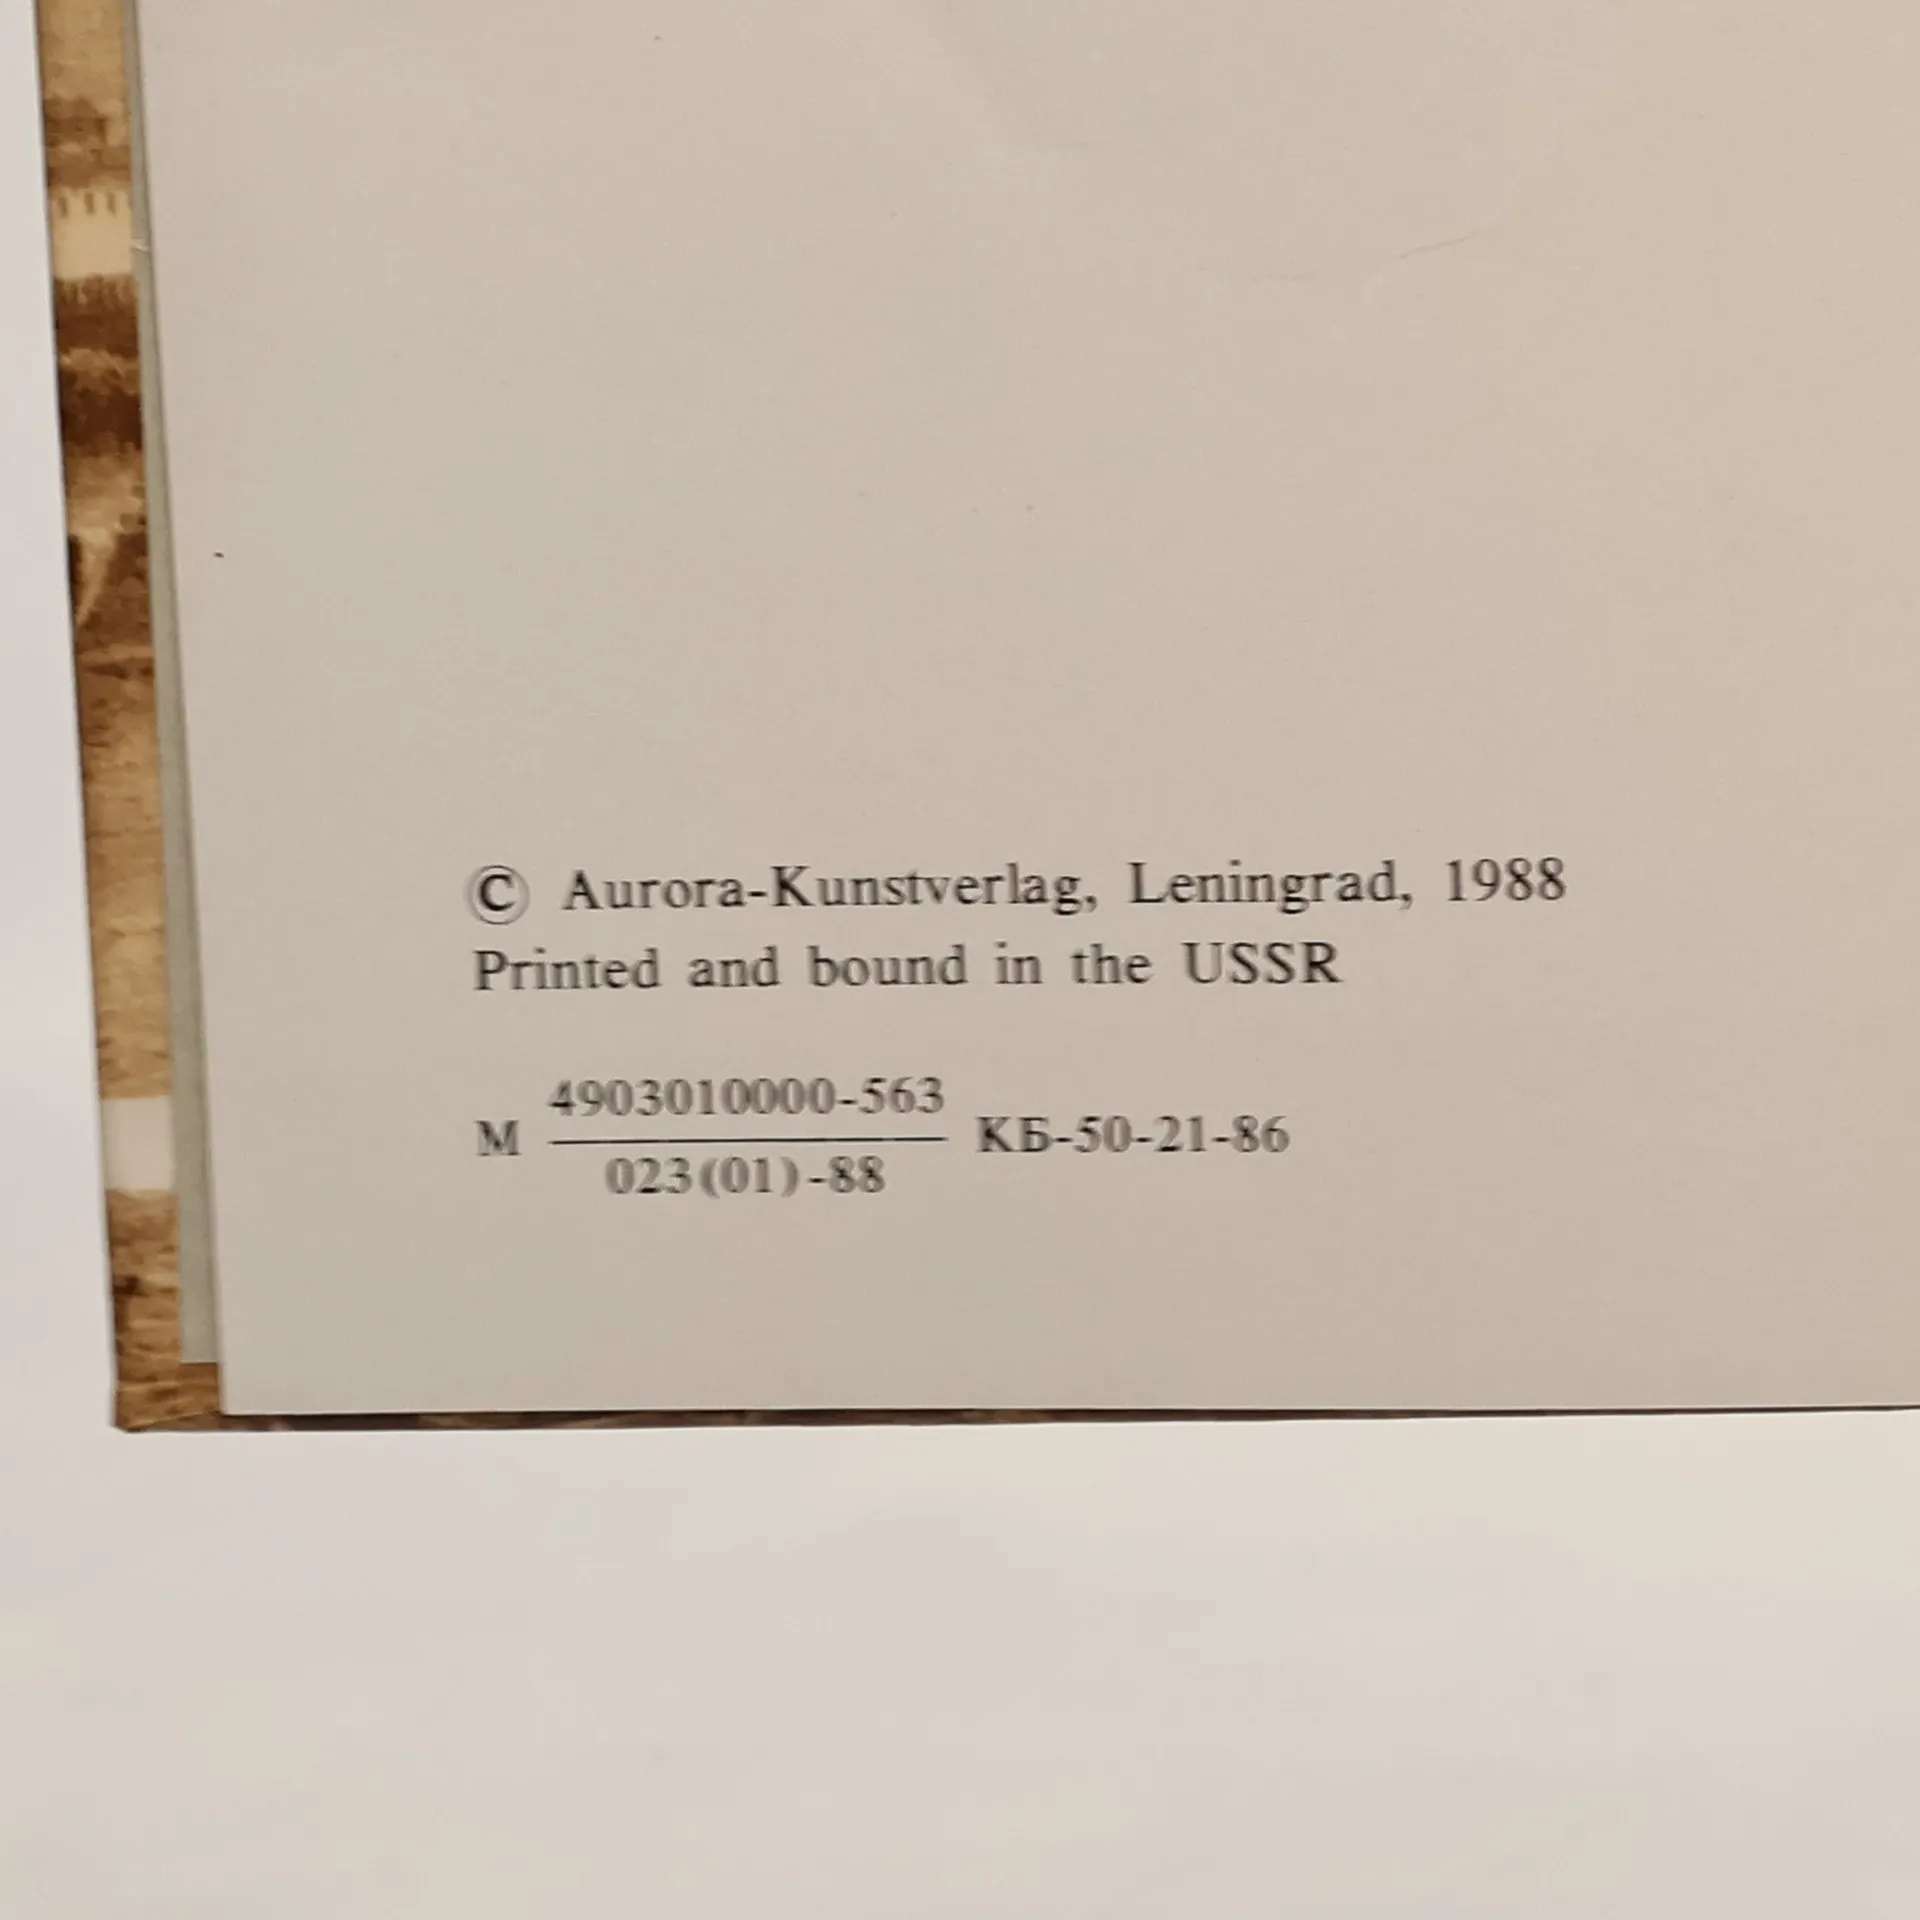 © Aurora-Kunstverlag, Leningrad, 1988
Printed and bound in the USSR
М 4903010000-563 КБ-50-21-86
023(01)-88